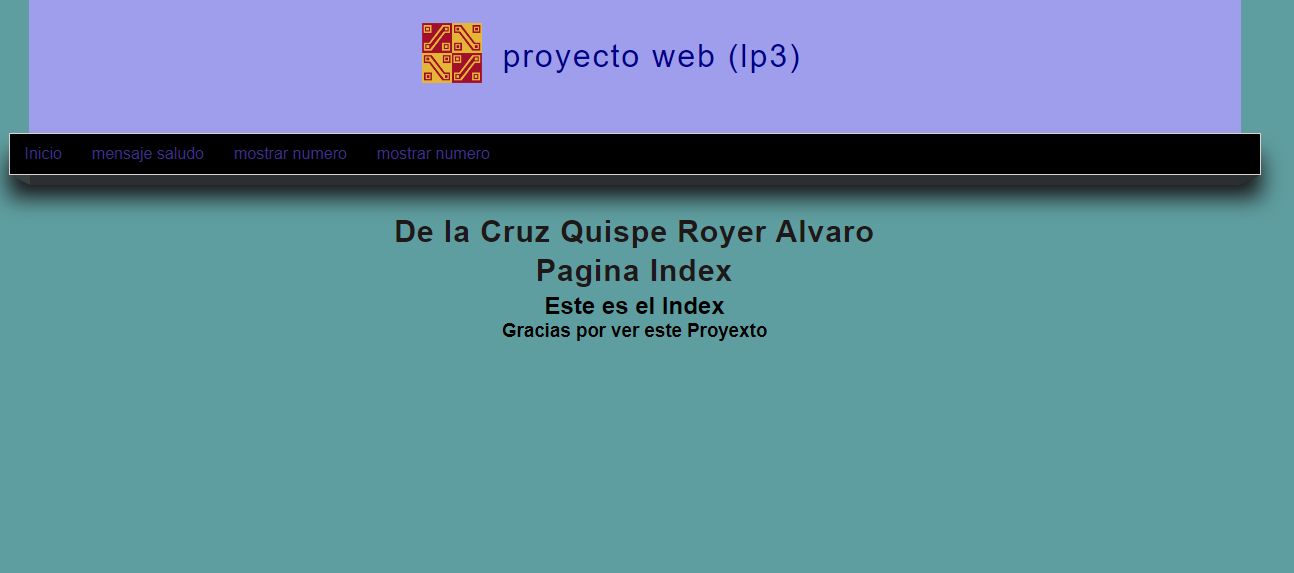 proyecto web (lp3)
Inicio mensaje saludo mostrar numero mostrar numero
De la Cruz Quispe Royer Alvaro
Pagina Index
Este es el Index
Gracias por ver este Proyexto